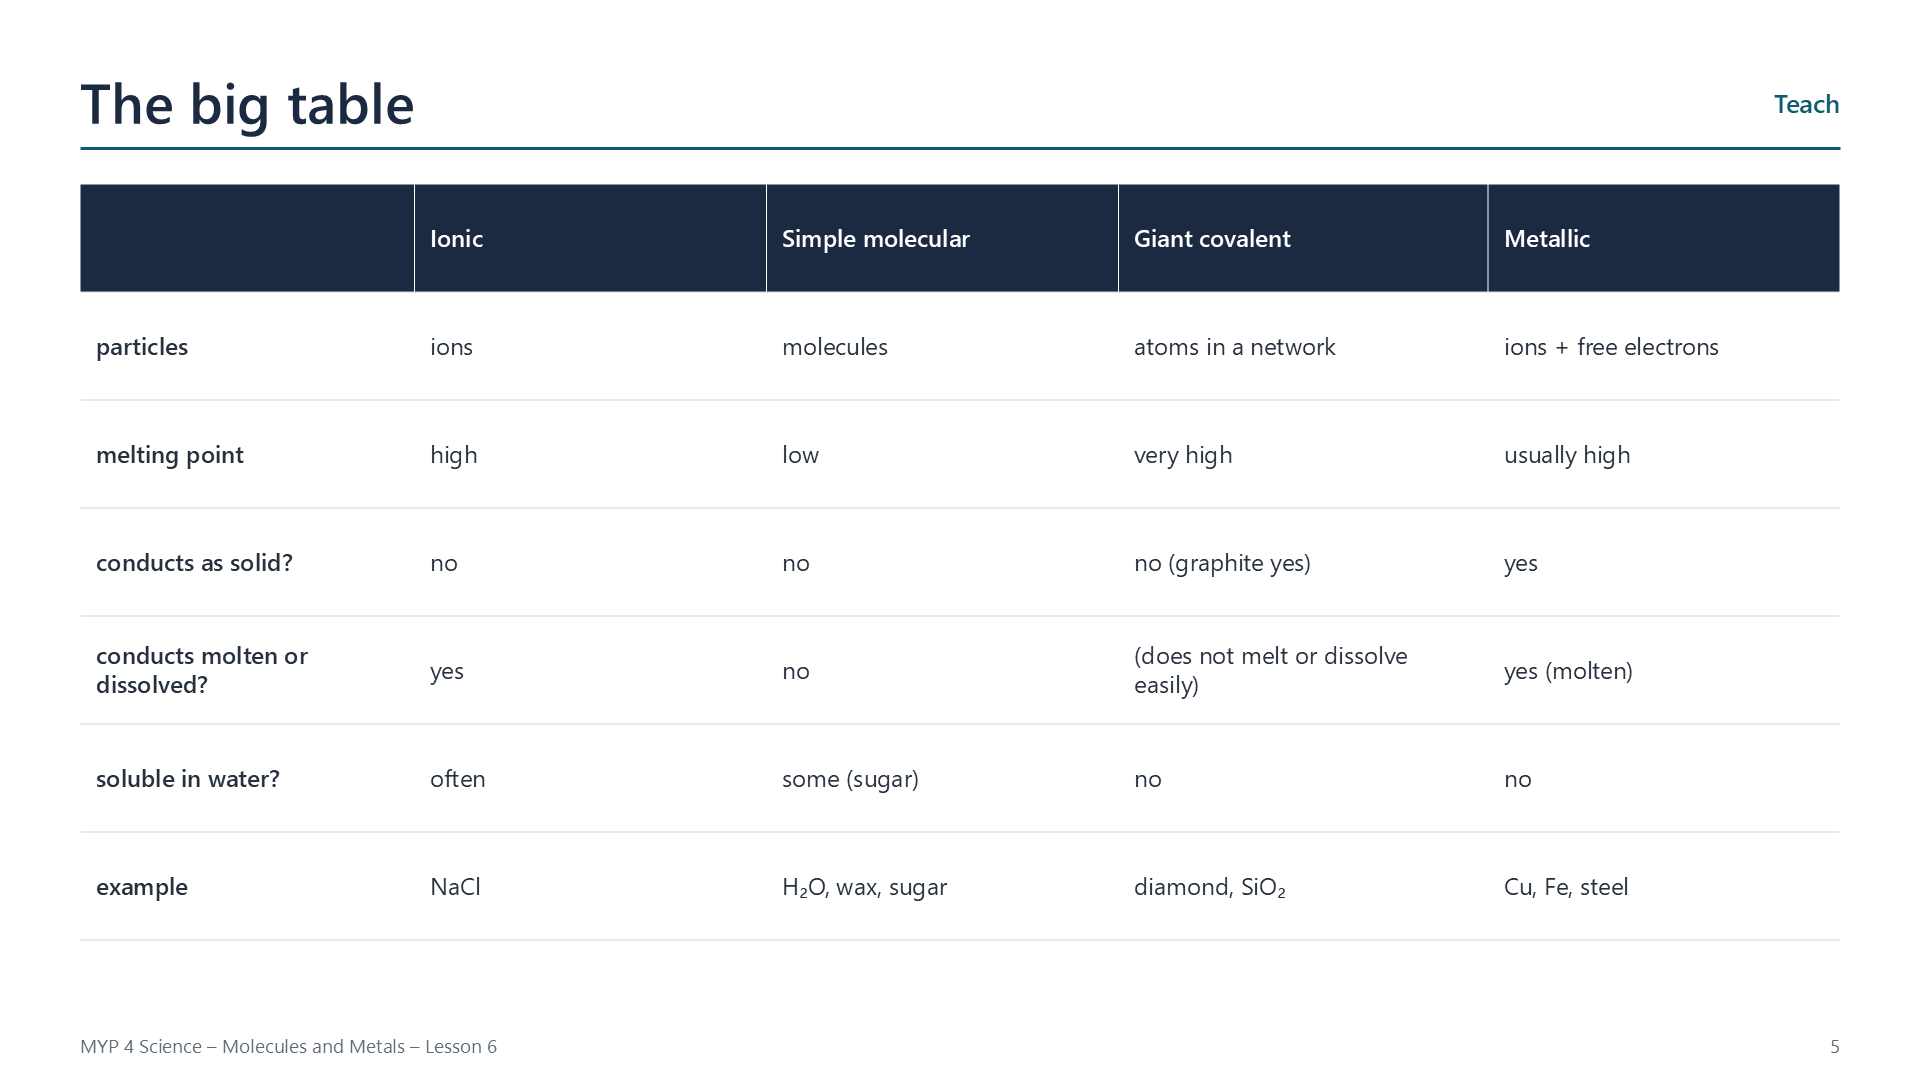 The big table
Teach
Ionic
Simple molecular
Giant covalent
Metallic
particles
ions
molecules
atoms in a network
ions + free electrons
melting point
high
low
very high
usually high
conducts as solid?
no
no
no (graphite yes)
yes
conducts molten or
dissolved?
yes
no
(does not melt or dissolve
easily)
yes (molten)
soluble in water?
often
some (sugar)
no
no
example
NaCl
H₂O, wax, sugar
diamond, SiO₂
Cu, Fe, steel
MYP 4 Science – Molecules and Metals – Lesson 6
5